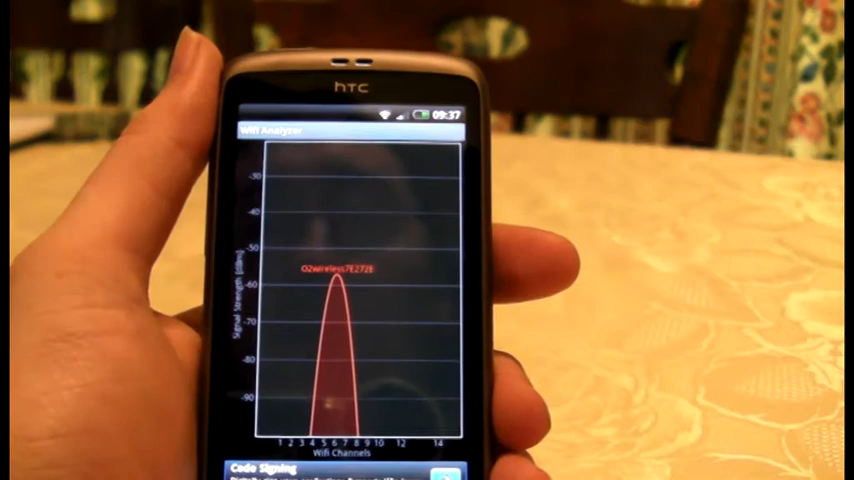 hTC
09:37
Wifi Analyzer
-30
-40
-50
O2wireless7E272E
-60
-70
-80
-90
Signal Strength [dBm]
1 2 3 4 5 6 7 8 9 10 12 14
Wifi Channels
Code Signing